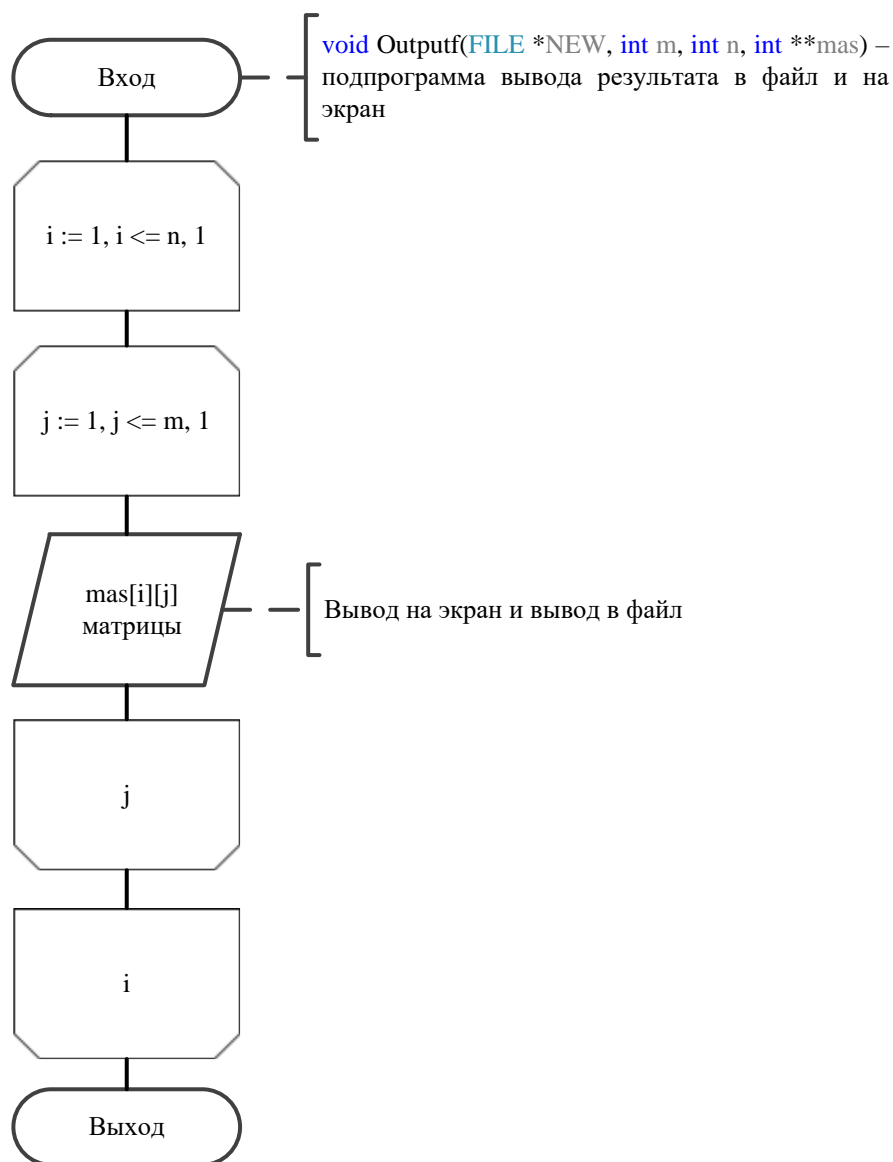 Вход
void Outputf(FILE *NEW, int m, int n, int **mas) –
подпрограмма вывода результата в файл и на
экран
i := 1, i <= n, 1
j := 1, j <= m, 1
mas[i][j]
матрицы
Вывод на экран и вывод в файл
j
i
Выход